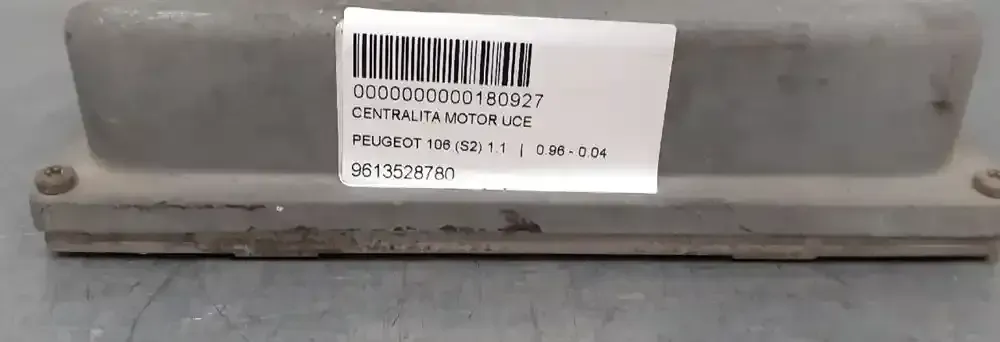 0000000000180927
CENTRALITA MOTOR UCE
PEUGEOT 106 (S2) 1.1 | 0.96 - 0.04
9613528780